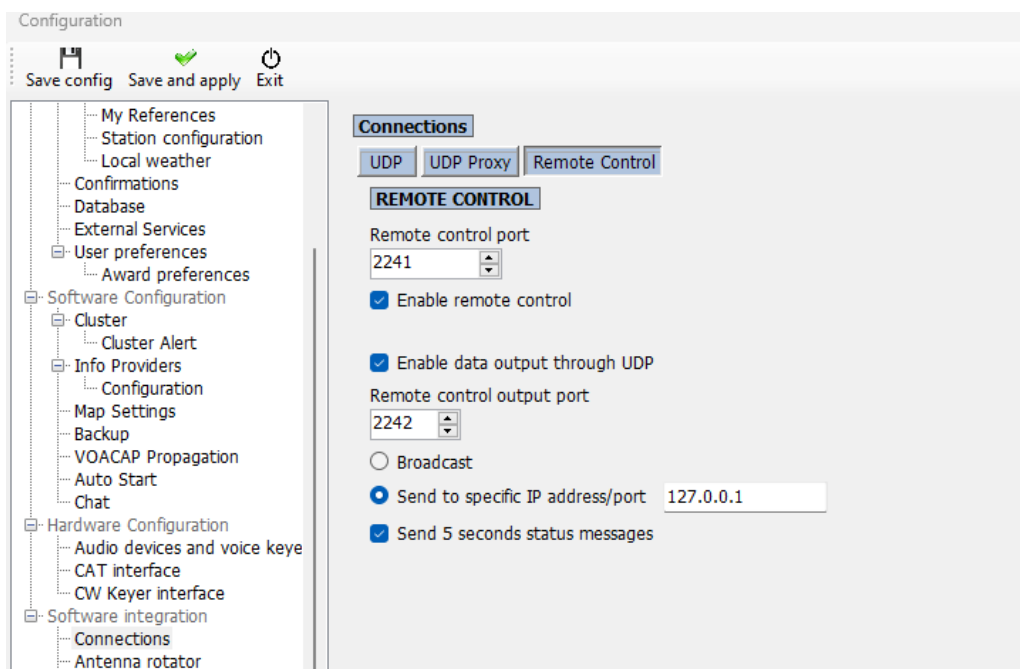 Configuration
Save config Save and apply Exit
My References
Station configuration
Local weather
Confirmations
Database
External Services
User preferences
Award preferences
Software Configuration
Cluster
Cluster Alert
Info Providers
Configuration
Map Settings
Backup
VOACAP Propagation
Auto Start
Chat
Hardware Configuration
Audio devices and voice keye
CAT interface
CW Keyer interface
Software integration
Connections
Antenna rotator
Connections
UDP UDP Proxy Remote Control
REMOTE CONTROL
Remote control port
2241
Enable remote control
Enable data output through UDP
Remote control output port
2242
Broadcast
Send to specific IP address/port 127.0.0.1
Send 5 seconds status messages